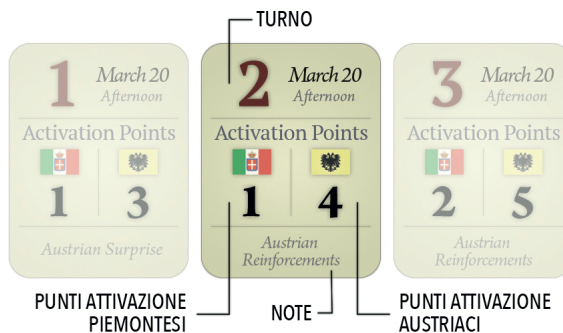 TURNO
1 March 20
Afternoon
Activation Points
1 3
Austrian Surprise
2 March 20
Afternoon
Activation Points
1 4
Austrian
Reinforcements
3 March 20
Afternoon
Activation Points
2 5
Austrian
Reinforcements
PUNTI ATTIVAZIONE
PIEMONTESI
NOTE
PUNTI ATTIVAZIONE
AUSTRIACI